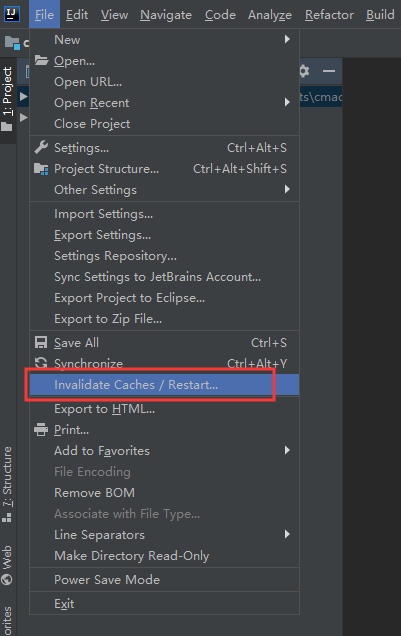 IJ File Edit View Navigate Code Analyze Refactor Build
New
Open...
Open URL...
Open Recent
Close Project
Settings... Ctrl+Alt+S
Project Structure... Ctrl+Alt+Shift+S
Other Settings
Import Settings...
Export Settings...
Settings Repository...
Sync Settings to JetBrains Account...
Export Project to Eclipse...
Export to Zip File...
Save All Ctrl+S
Synchronize Ctrl+Alt+Y
Invalidate Caches / Restart...
Export to HTML...
Print...
Add to Favorites
File Encoding
Remove BOM
Associate with File Type...
Line Separators
Make Directory Read-Only
Power Save Mode
Exit
1: Project
7: Structure
Web
orites
ts\cmac